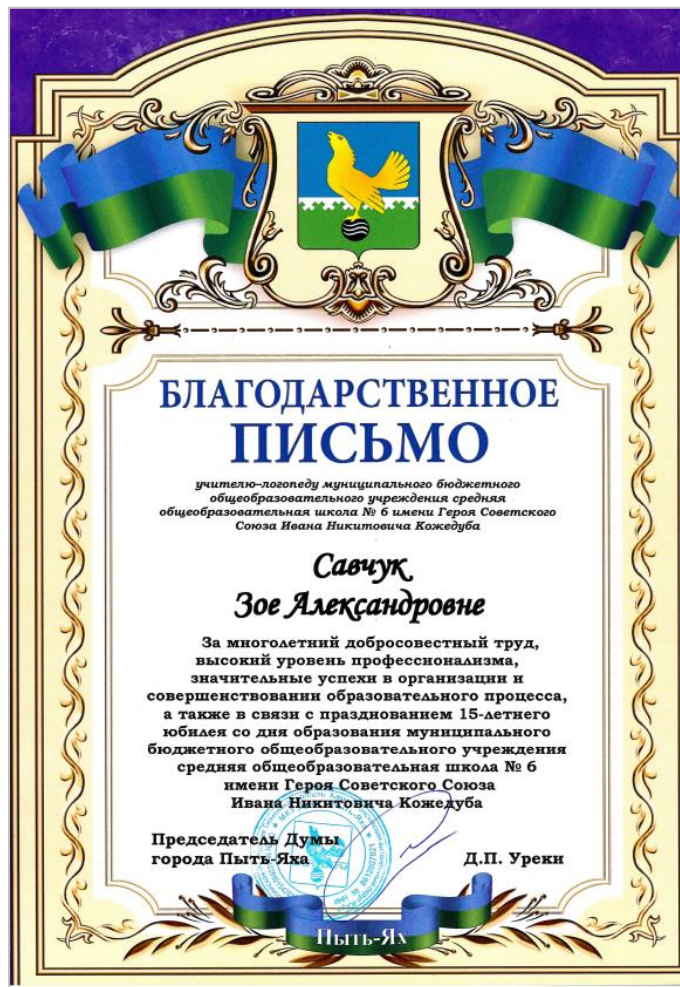 БЛАГОДАРСТВЕННОЕ
ПИСЬМО
учителю–логопеду муниципального бюджетного
общеобразовательного учреждения средняя
общеобразовательная школа № 6 имени Героя Советского
Союза Ивана Никитовича Кожедуба
Савчук
Зое Александровне
За многолетний добросовестный труд,
высокий уровень профессионализма,
значительные успехи в организации и
совершенствовании образовательного процесса,
а также в связи с празднованием 15-летнего
юбилея со дня образования муниципального
бюджетного общеобразовательного учреждения
средняя общеобразовательная школа № 6
имени Героя Советского Союза
Ивана Никитовича Кожедуба
Председатель Думы
города Пыть-Яха
Д.П. Уреки
Пыть-Ях